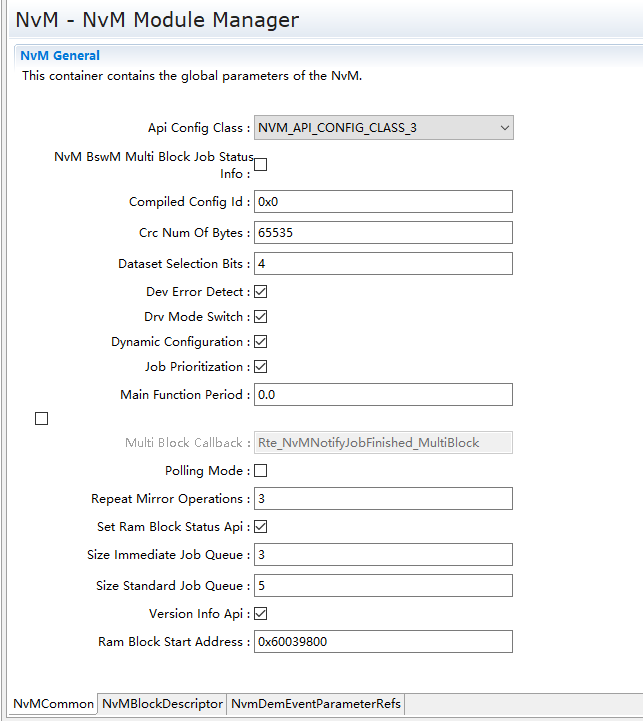 NvM - NvM Module Manager
NvM General
This container contains the global parameters of the NvM.
Api Config Class : NVM_API_CONFIG_CLASS_3
NvM BswM Multi Block Job Status
Info :
Compiled Config Id : 0x0
Crc Num Of Bytes : 65535
Dataset Selection Bits : 4
Dev Error Detect :
Drv Mode Switch :
Dynamic Configuration :
Job Prioritization :
Main Function Period : 0.0
Multi Block Callback : Rte_NvMNotifyJobFinished_MultiBlock
Polling Mode :
Repeat Mirror Operations : 3
Set Ram Block Status Api :
Size Immediate Job Queue : 3
Size Standard Job Queue : 5
Version Info Api :
Ram Block Start Address : 0x60039800
NvMCommon NvMBlockDescriptor NvmDemEventParameterRefs